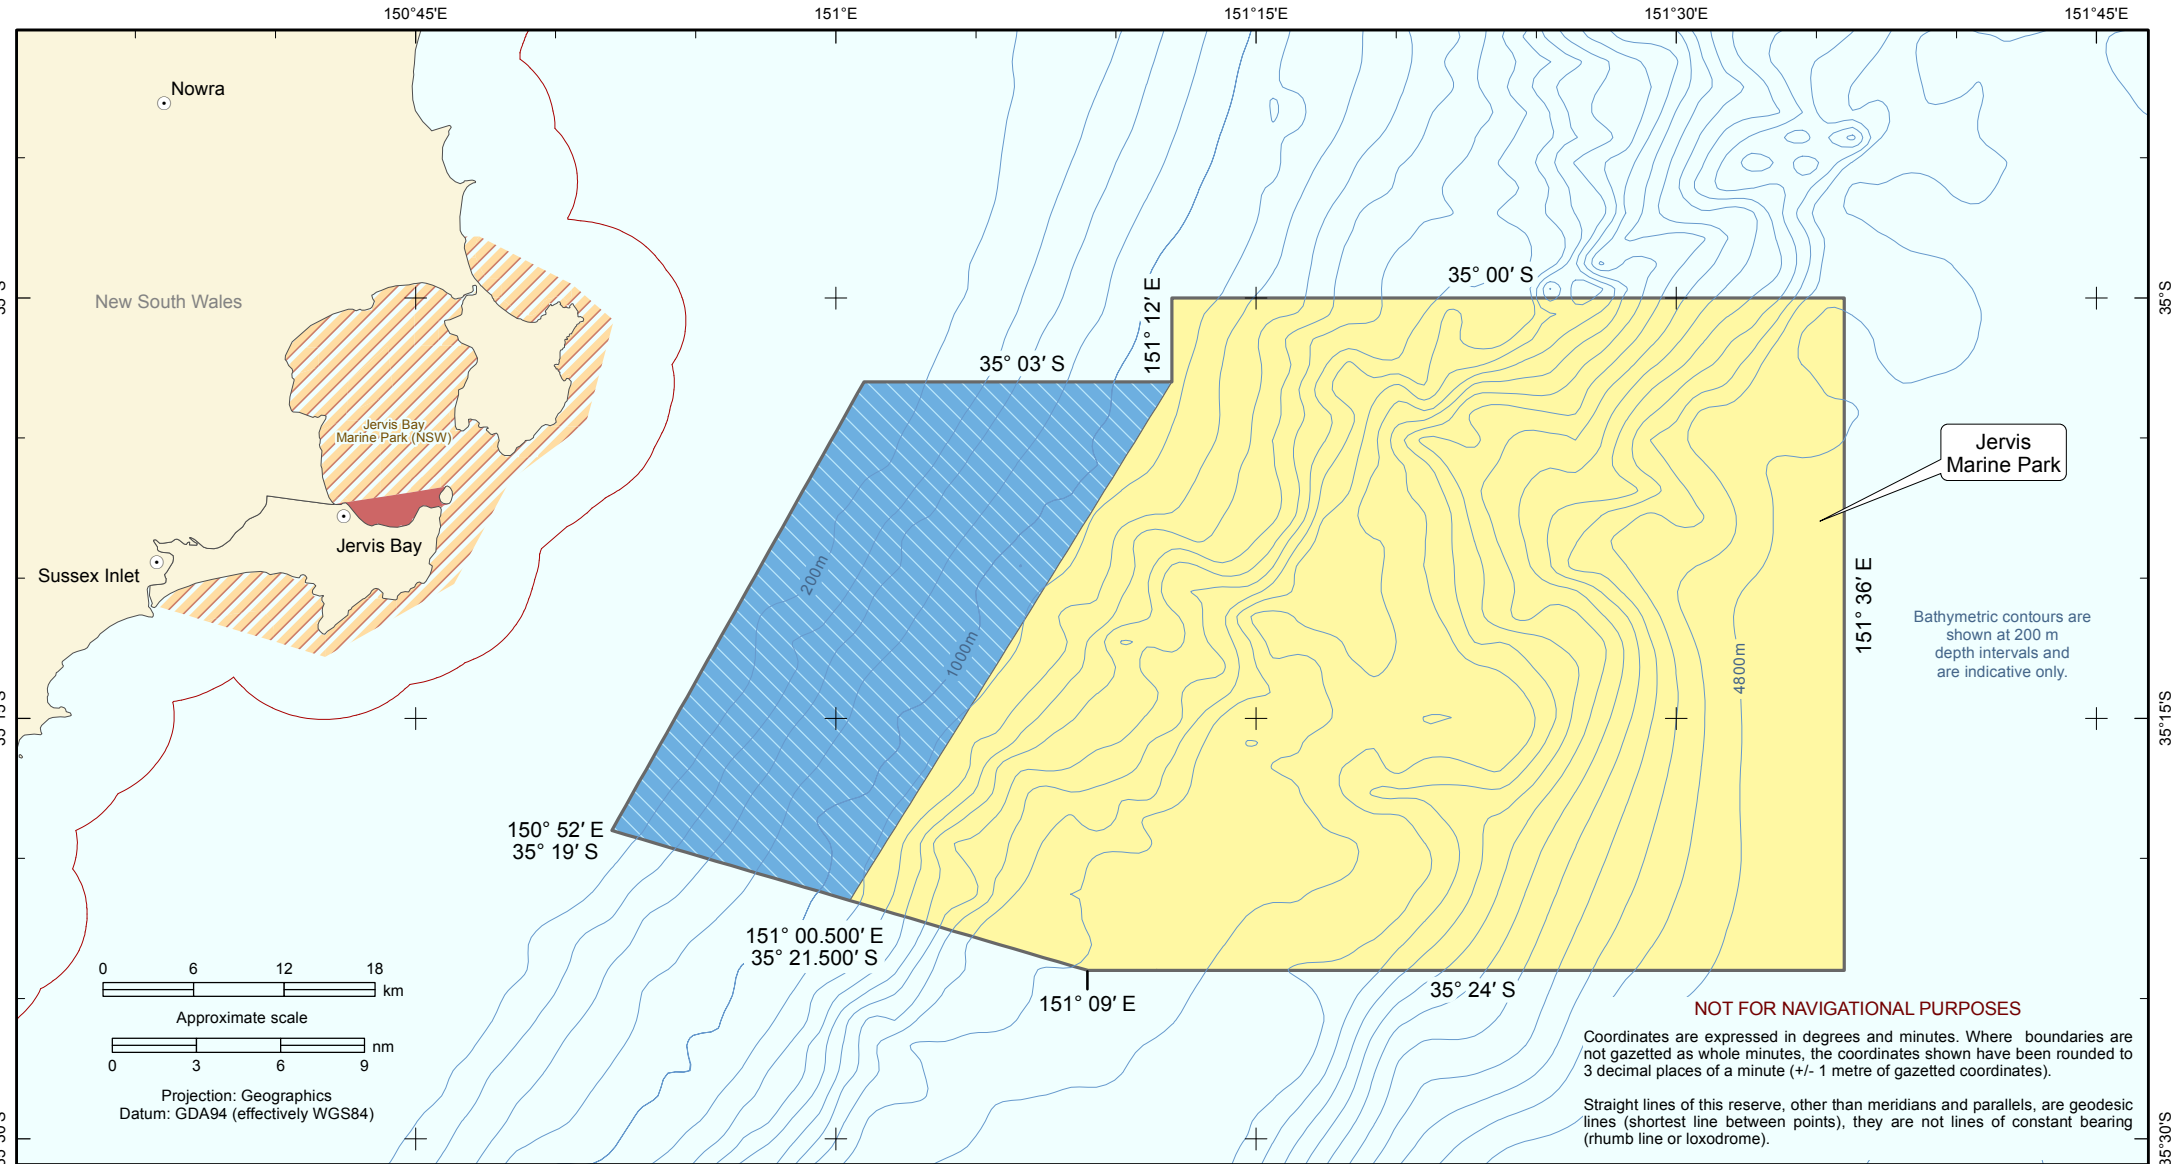 150°45'E
151°E
151°15'E
151°30'E
151°45'E
Nowra
New South Wales
35°S
151° 12′ E
35° 00′ S
35° 03′ S
Jervis Bay
Marine Park (NSW)
Jervis
Marine Park
Jervis Bay
Sussex Inlet
200m
1000m
4800m
151° 36′ E
Bathymetric contours are
shown at 200 m
depth intervals and
are indicative only.
35°15'S
150° 52′ E
35° 19′ S
151° 00.500′ E
35° 21.500′ S
151° 09′ E
35° 24′ S
0 6 12 18
km
Approximate scale
nm
0 3 6 9
Projection: Geographics
Datum: GDA94 (effectively WGS84)
NOT FOR NAVIGATIONAL PURPOSES
Coordinates are expressed in degrees and minutes. Where boundaries are
not gazetted as whole minutes, the coordinates shown have been rounded to
3 decimal places of a minute (+/- 1 metre of gazetted coordinates).
Straight lines of this reserve, other than meridians and parallels, are geodesic
lines (shortest line between points), they are not lines of constant bearing
(rhumb line or loxodrome).
35°30'S